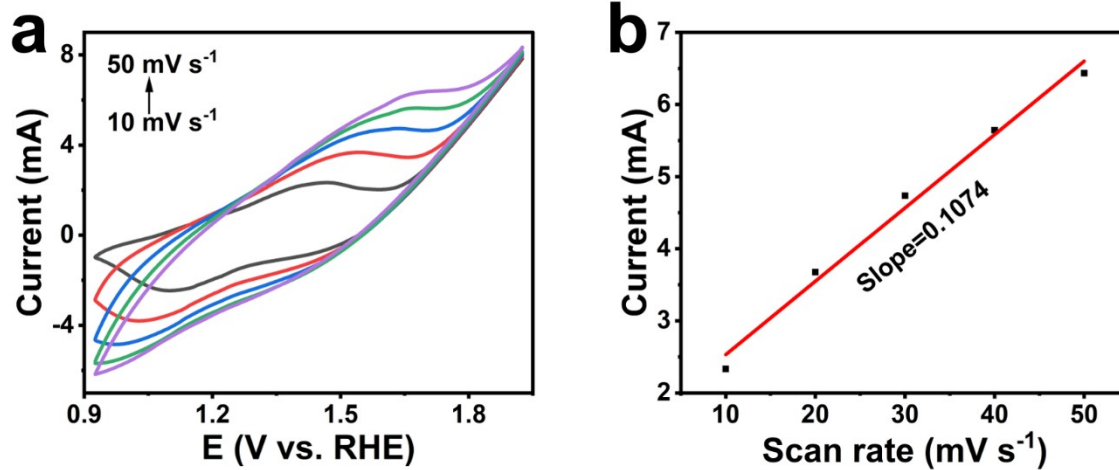 a
50 mV s⁻¹
10 mV s⁻¹
8
4
0
-4
Current (mA)
0.9 1.2 1.5 1.8
E (V vs. RHE)
b
7
6
5
4
3
2
Current (mA)
Slope=0.1074
10 20 30 40 50
Scan rate (mV s⁻¹)